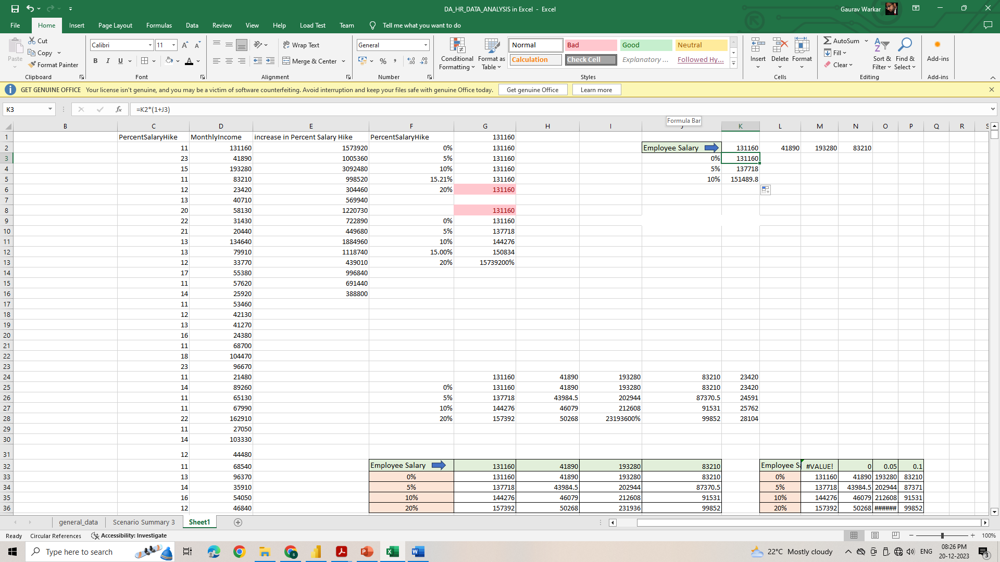 DA_HR_DATA_ANALYSIS in Excel - Excel
Gaurav Warkar
File Home Insert Page Layout Formulas Data Review View Help Load Test Team Tell me what you want to do
Paste
Cut
Copy
Format Painter
Clipboard
Calibri 11
B I U
Font
Wrap Text
Merge & Center
Alignment
General
Number
Conditional Formatting
Format as Table
Normal Bad Good Neutral
Calculation Check Cell Explanatory ... Followed Hy...
Styles
Insert Delete Format
Cells
AutoSum
Fill
Clear
Sort & Filter
Find & Select
Editing
Add-ins
Add-ins
GET GENUINE OFFICE Your license isn't genuine, and you may be a victim of software counterfeiting. Avoid interruption and keep your files safe with genuine Office today. Get genuine Office Learn more
K3 fx =K2*(1+J3)
Formula Bar
B C D E F G H I J K L M N O P Q R S
1 PercentSalaryHike MonthlyIncome increase in Percent Salary Hike PercentSalaryHike 131160
2 11 131160 1573920 0% 131160 Employee Salary 131160 41890 193280 83210
3 23 41890 1005360 5% 131160 0% 131160
4 15 193280 3092480 10% 131160 5% 137718
5 11 83210 998520 15.21% 131160 10% 151489.8
6 12 23420 304460 20% 131160
7 13 40710 569940
8 20 58130 1220730 131160
9 22 31430 722890 0% 131160
10 21 20440 449680 5% 137718
11 13 134640 1884960 10% 144276
12 13 79910 1118740 15.00% 150834
13 12 33770 439010 20% 15739200%
14 17 55380 996840
15 11 57620 691440
16 14 25920 388800
17 11 53460
18 12 42130
19 13 41270
20 16 24380
21 11 68700
22 18 104470
23 23 96670
24 11 21480 131160 41890 193280 83210 23420
25 14 89260 0% 131160 41890 193280 83210 23420
26 11 65130 5% 137718 43984.5 202944 87370.5 24591
27 11 67990 10% 144276 46079 212608 91531 25762
28 22 162910 20% 157392 50268 23193600% 99852 28104
29 11 27050
30 14 103330
31 12 44480
32 11 68540 Employee Salary 131160 41890 193280 83210 Employee Sa #VALUE! 0 0.05 0.1
33 13 96370 0% 131160 41890 193280 83210 0% 131160 41890 193280 83210
34 14 35910 5% 137718 43984.5 202944 87370.5 5% 137718 43984.5 202944 87371
35 16 54050 10% 144276 46079 212608 91531 10% 144276 46079 212608 91531
36 12 46840 20% 157392 50268 231936 99852 20% 157392 50268 ###### 99852
general_data Scenario Summary 3 Sheet1
Ready Circular References Accessibility: Investigate 100%
Type here to search
22°C Mostly cloudy
ENG
08:26 PM
20-12-2023
3